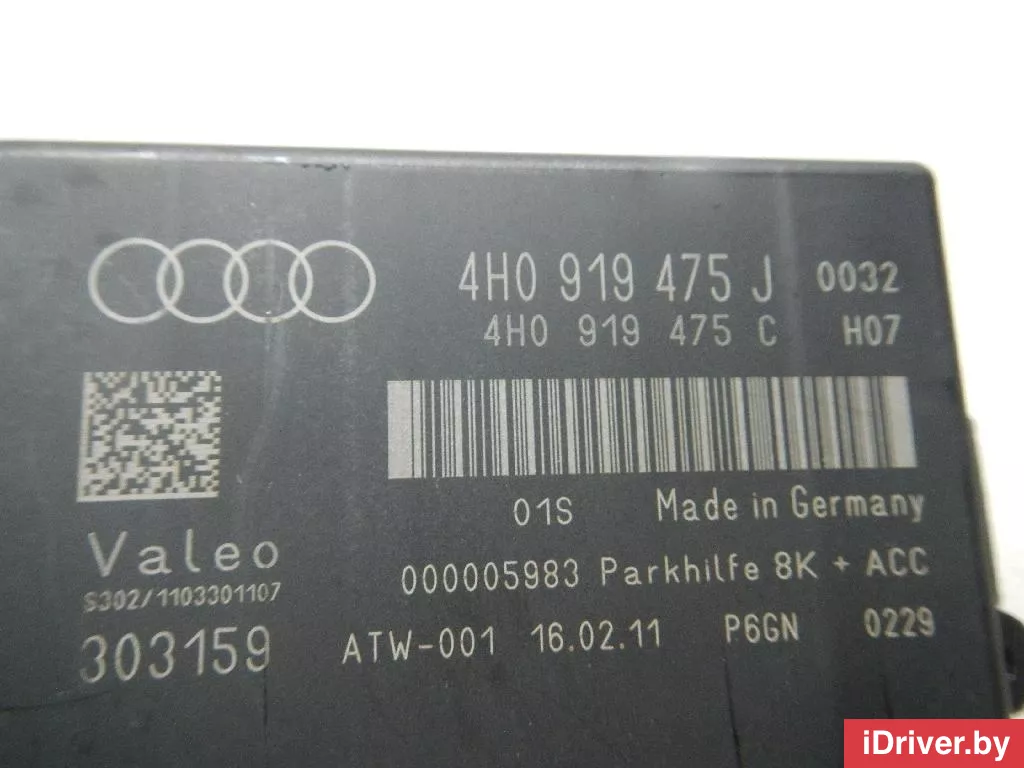 4H0 919 475 J 0032
4H0 919 475 C H07
01S Made in Germany
Valeo
S302/1103301107
303159
000005983 Parkhilfe 8K + ACC
ATW-001 16.02.11 P6GN 0229
iDriver.by